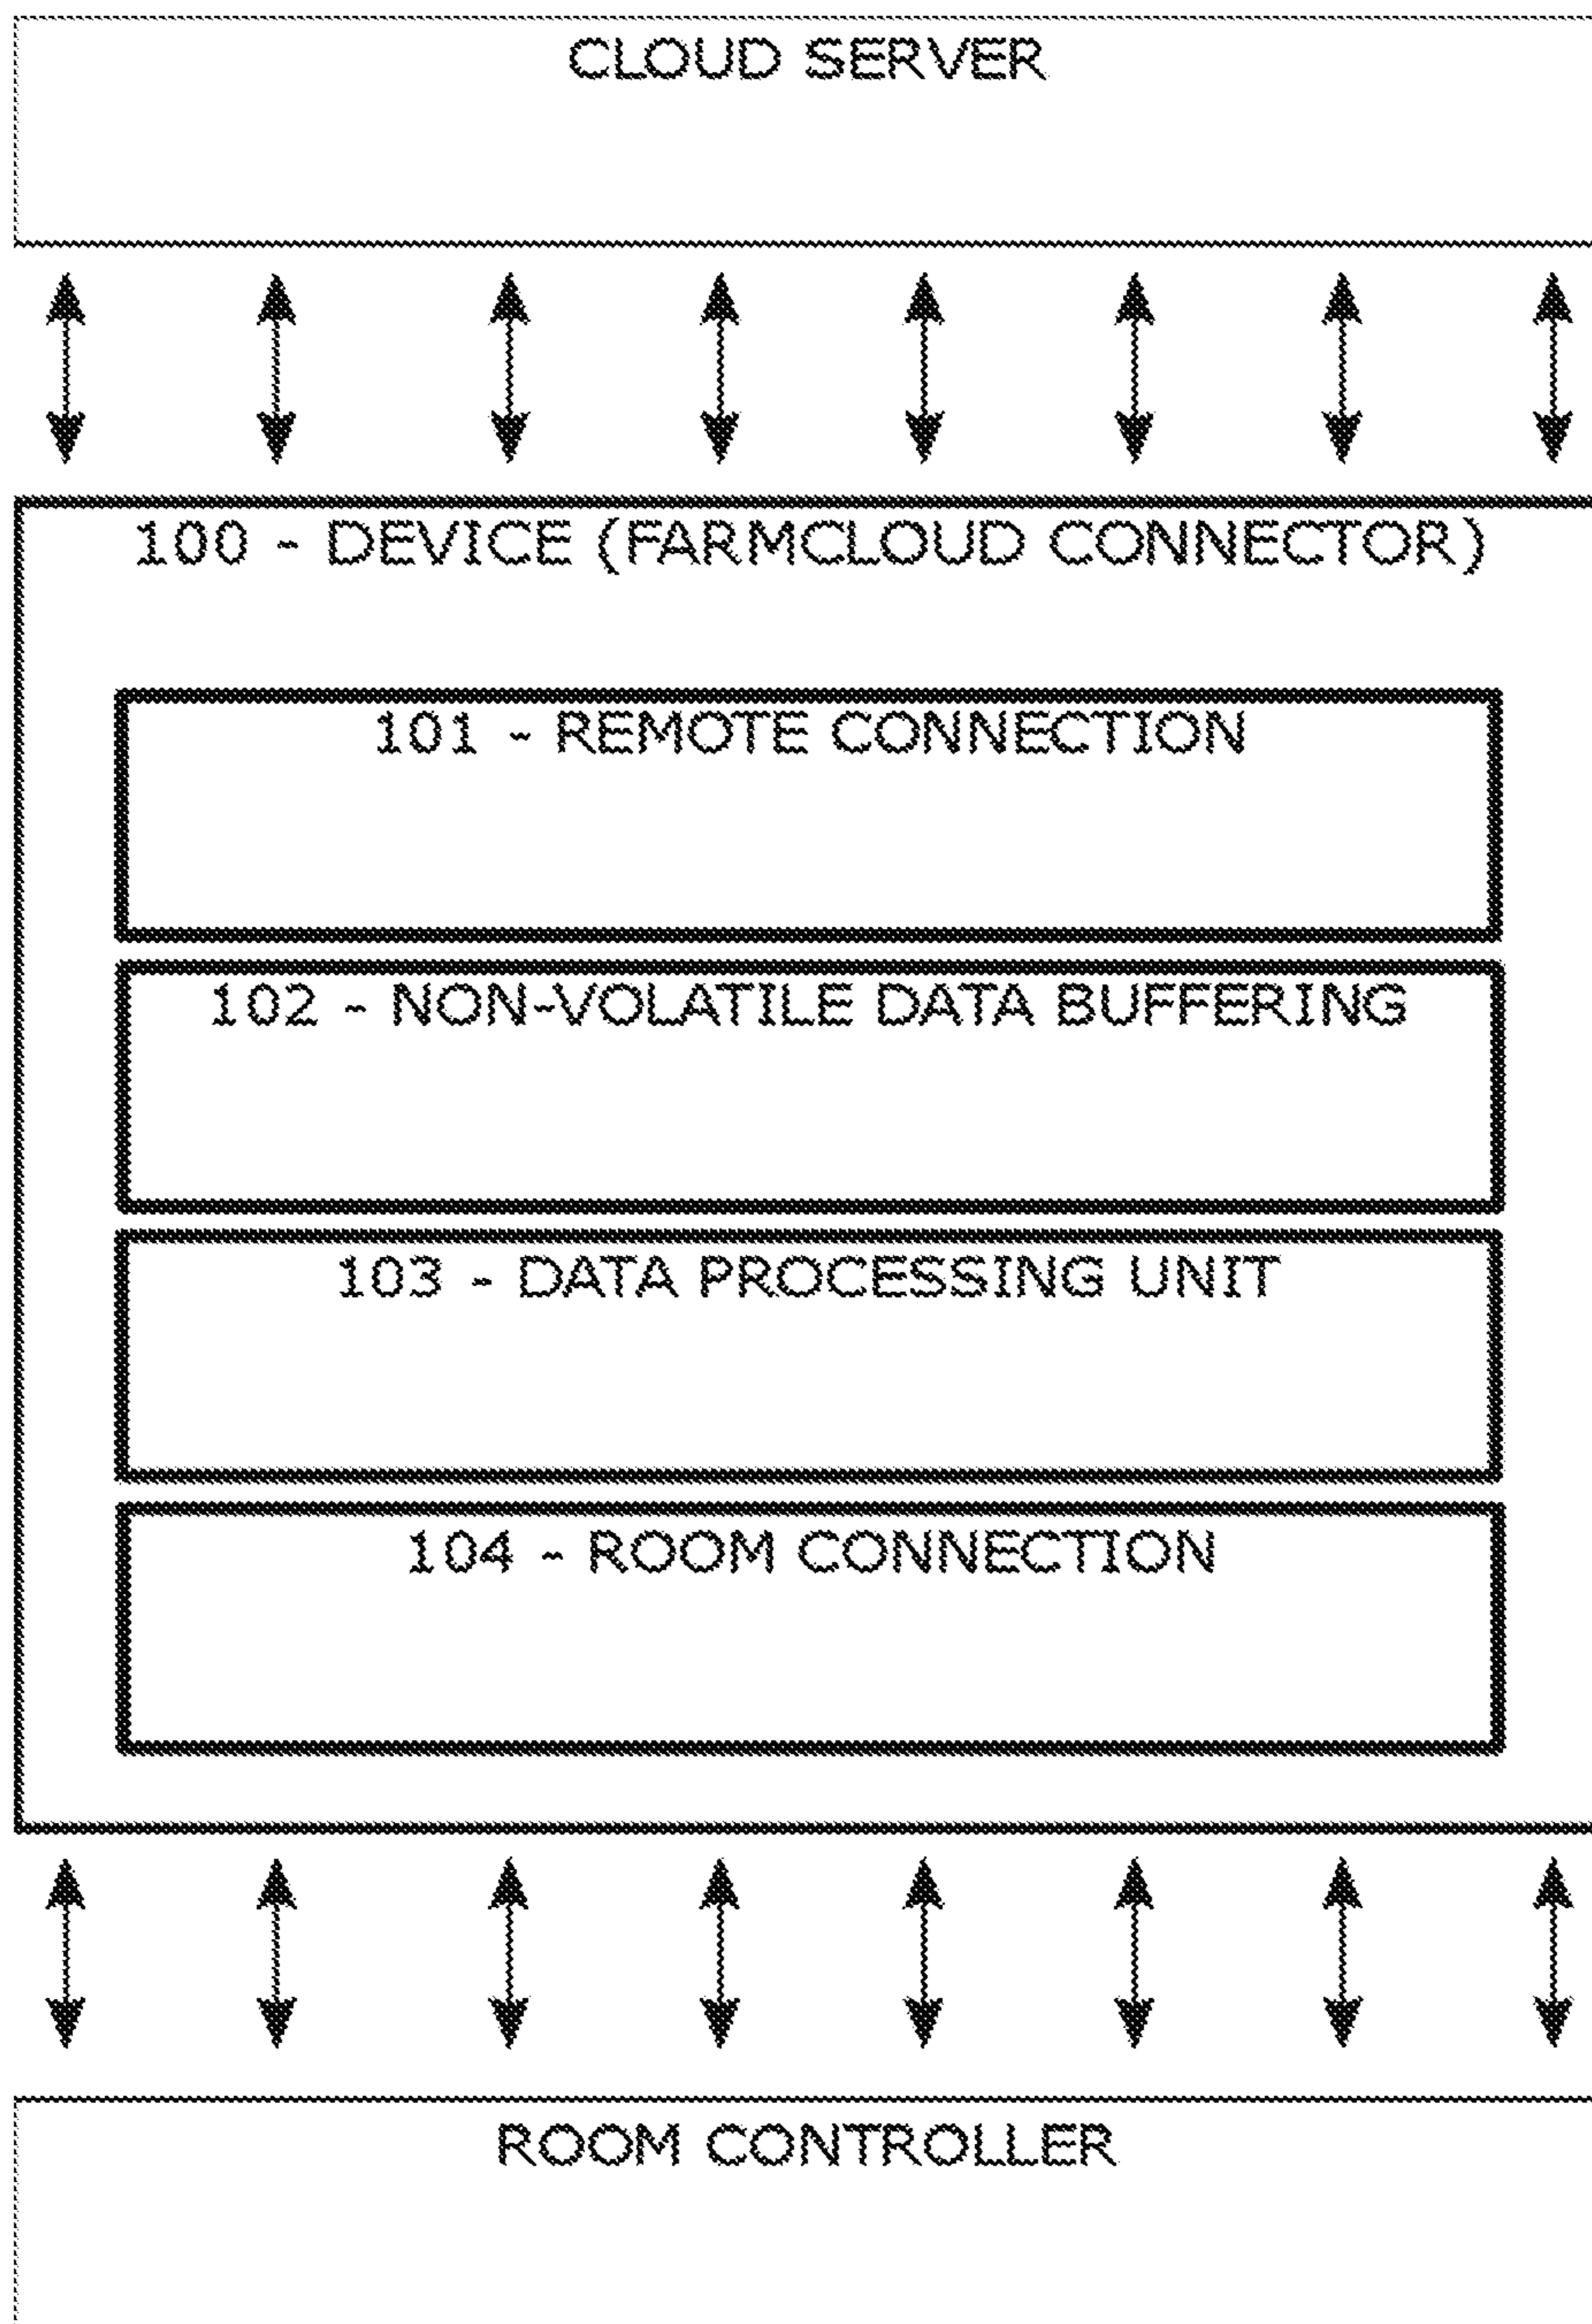 CLOUD SERVER
100 - DEVICE (FARMCLOUD CONNECTOR)
101 - REMOTE CONNECTION
102 - NON-VOLATILE DATA BUFFERING
103 - DATA PROCESSING UNIT
104 - ROOM CONNECTION
ROOM CONTROLLER